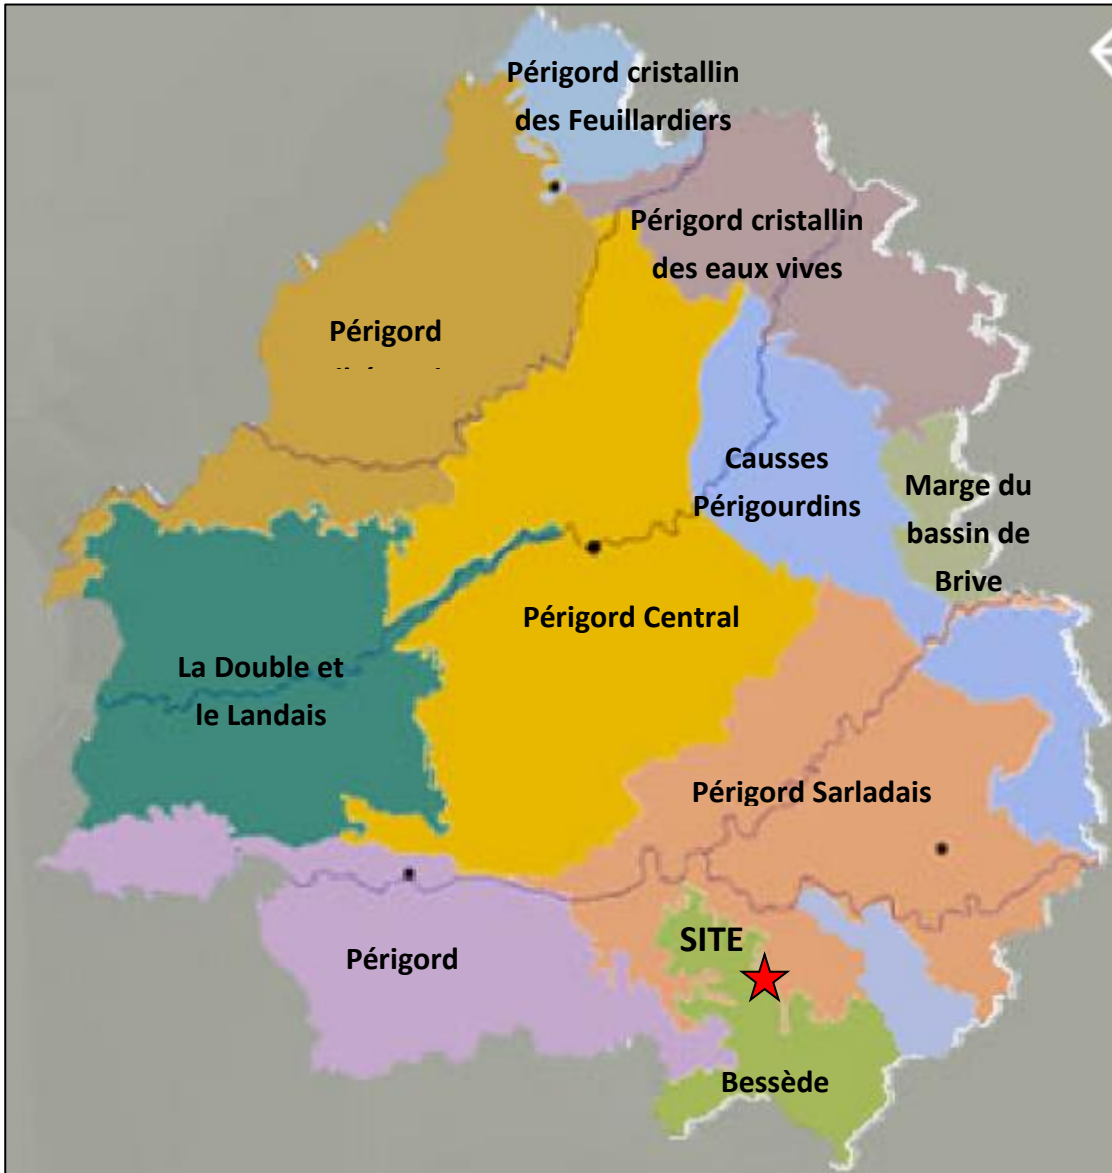 Périgord cristallin
des Feuillardiers
Périgord cristallin
des eaux vives
Périgord
Causses
Périgourdins
Marge du
bassin de
Brive
Périgord Central
La Double et
le Landais
Périgord Sarladais
SITE
Périgord
Bessède